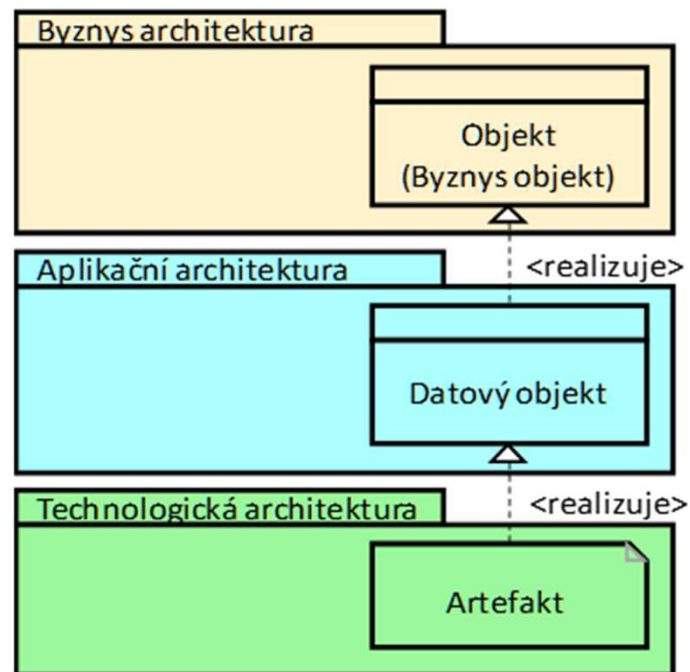 Byznys architektura
Objekt
(Byznys objekt)
<realizuje>
Aplikační architektura
Datový objekt
<realizuje>
Technologická architektura
Artefakt